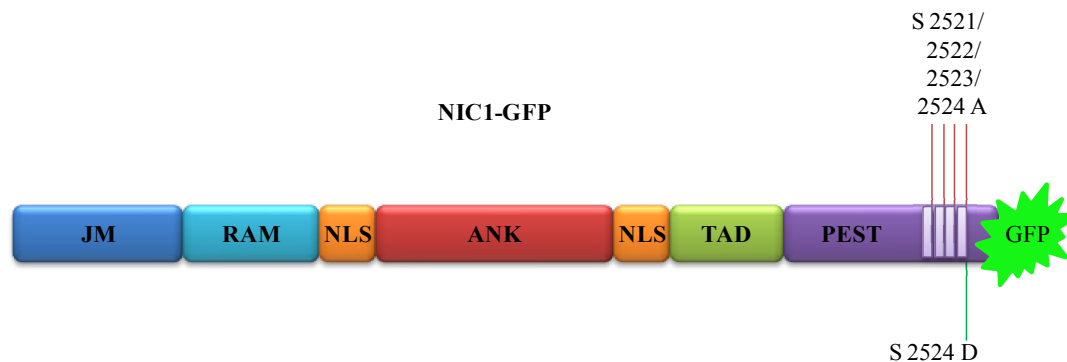 S 2521/
2522/
2523/
2524 A
NIC1-GFP
JM RAM NLS ANK NLS TAD PEST GFP
S 2524 D